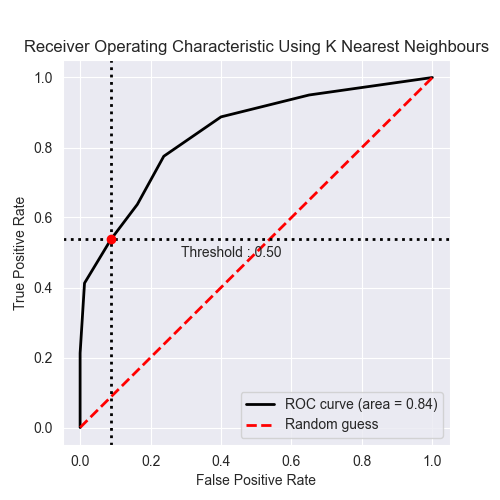 Receiver Operating Characteristic Using K Nearest Neighbours
1.0
0.8
0.6
0.4
0.2
0.0
True Positive Rate
Threshold : 0.50
ROC curve (area = 0.84)
Random guess
0.0 0.2 0.4 0.6 0.8 1.0
False Positive Rate